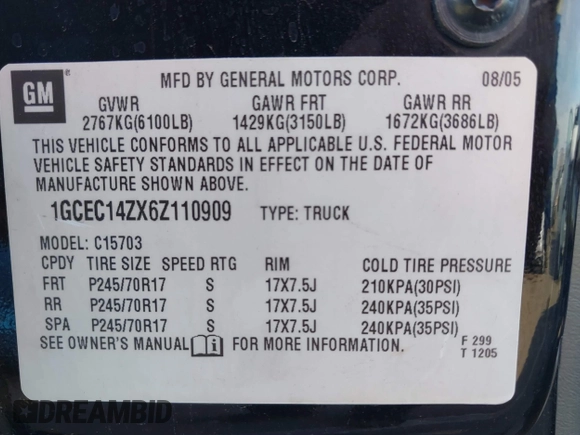 GM ® MFD BY GENERAL MOTORS CORP. 08/05
GVWR GAWR FRT GAWR RR
2767KG(6100LB) 1429KG(3150LB) 1672KG(3686LB)
THIS VEHICLE CONFORMS TO ALL APPLICABLE U.S. FEDERAL MOTOR
VEHICLE SAFETY STANDARDS IN EFFECT ON THE DATE OF
MANUFACTURE SHOWN ABOVE.
1GCEC14ZX6Z110909 TYPE: TRUCK
MODEL: C15703
CPDY TIRE SIZE SPEED RTG RIM COLD TIRE PRESSURE
FRT P245/70R17 S 17X7.5J 210KPA(30PSI)
RR P245/70R17 S 17X7.5J 240KPA(35PSI)
SPA P245/70R17 S 17X7.5J 240KPA(35PSI)
SEE OWNER'S MANUAL i FOR MORE INFORMATION. F 299
T 1205
DREAMBID